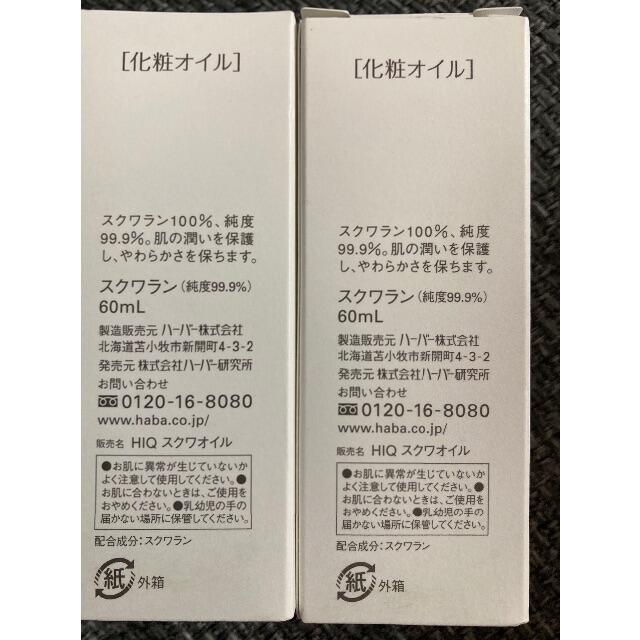 [化粧オイル]
スクワラン100%、純度
99.9%。肌の潤いを保護
し、やわらかさを保ちます。
スクワラン(純度99.9%)
60mL
製造販売元 ハーバー株式会社
北海道苫小牧市新開町4-3-2
発売元 株式会社ハーバー研究所
お問い合わせ
0120-16-8080
www.haba.co.jp/
販売名 HIQ スクワオイル
●お肌に異常が生じていないか
よく注意して使用してください。●
お肌に合わないときは、ご使用を
おやめください。●乳幼児の手の
届かない場所に保管してください。
配合成分:スクワラン
紙 外箱
[化粧オイル]
スクワラン100%、純度
99.9%。肌の潤いを保護
し、やわらかさを保ちます。
スクワラン(純度99.9%)
60mL
製造販売元 ハーバー株式会社
北海道苫小牧市新開町4-3-2
発売元 株式会社ハーバー研究所
お問い合わせ
0120-16-8080
www.haba.co.jp/
販売名 HIQ スクワオイル
●お肌に異常が生じていないか
よく注意して使用してください。●
お肌に合わないときは、ご使用を
おやめください。●乳幼児の手の
届かない場所に保管してください。
配合成分:スクワラン
紙 外箱